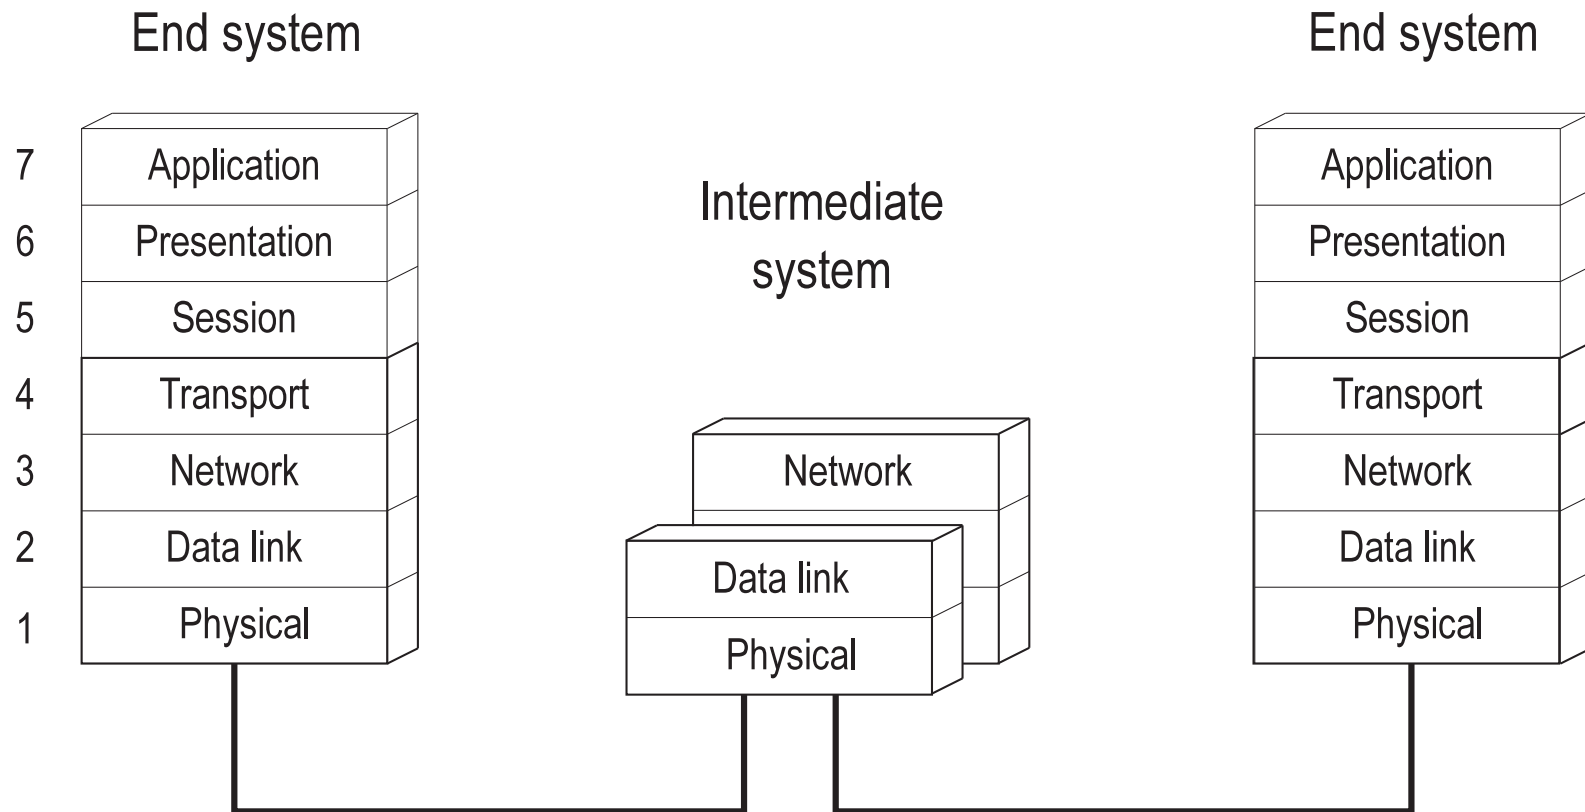 End system
End system
7 Application
6 Presentation
5 Session
4 Transport
3 Network
2 Data link
1 Physical
Intermediate
system
Network
Data link
Physical
Application
Presentation
Session
Transport
Network
Data link
Physical